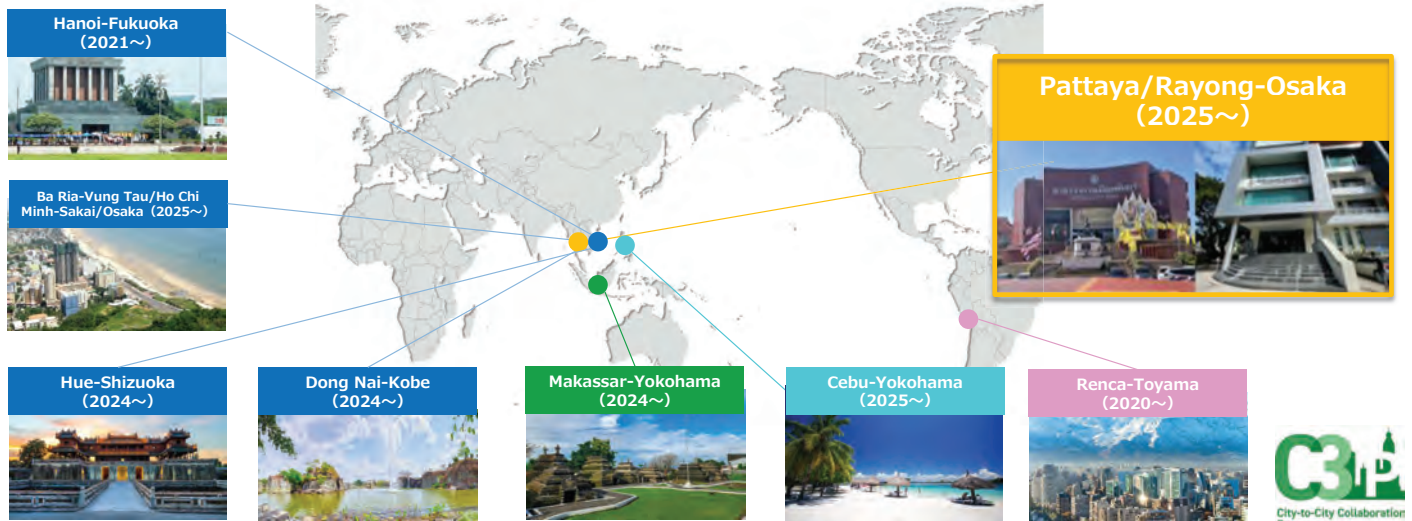 Hanoi-Fukuoka
（2021～）
Pattaya/Rayong-Osaka
（2025～）
Ba Ria-Vung Tau/Ho Chi
Minh-Sakai/Osaka（2025～）
Hue-Shizuoka
（2024～）
Dong Nai-Kobe
（2024～）
Makassar-Yokohama
（2024～）
Cebu-Yokohama
（2025～）
Renca-Toyama
（2020～）
C3P
City-to-City Collaboration